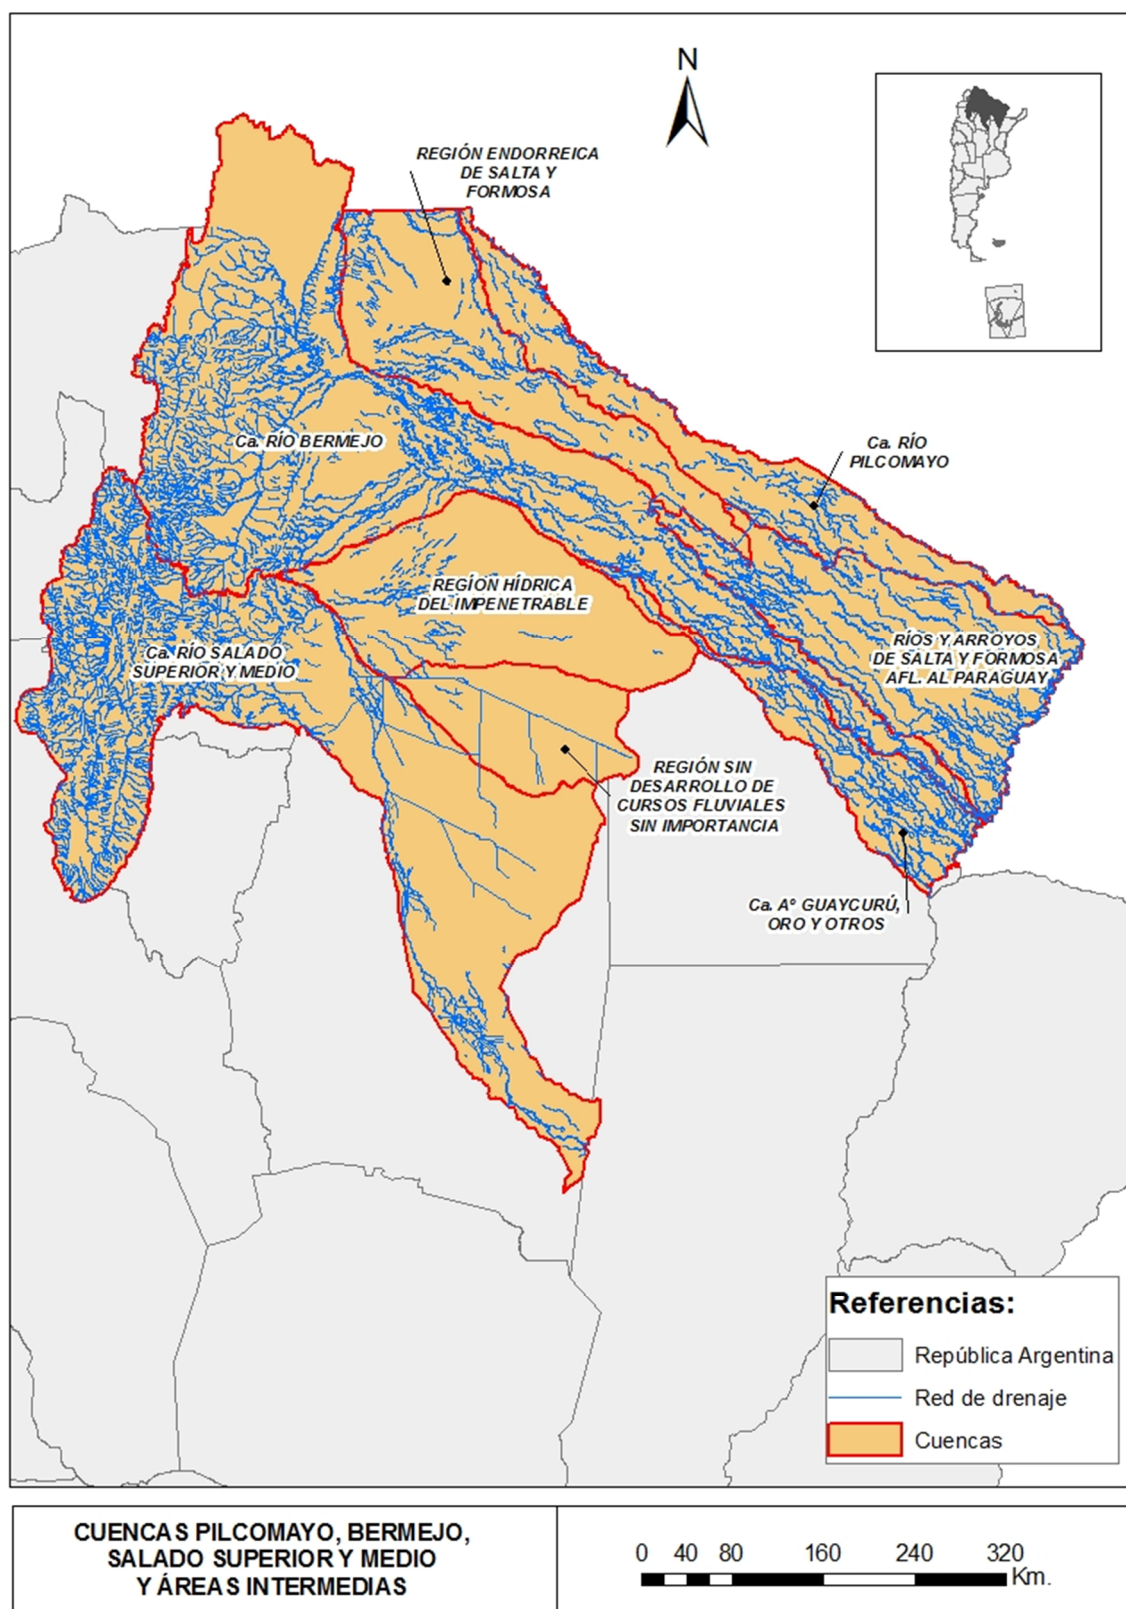 N
REGIÓN ENDORREICA
DE SALTA Y
FORMOSA
Ca. RÍO BERMEJO
Ca. RÍO
PILCOMAYO
REGÍON HÍDRICA
DEL IMPENETRABLE
Ca. RÍO SALADO
SUPERIOR Y MEDIO
RÍOS Y ARROYOS
DE SALTA Y FORMOSA
AFL. AL PARAGUAY
REGIÓN SIN
DESARROLLO DE
CURSOS FLUVIALES
SIN IMPORTANCIA
Ca. Aº GUAYCURÚ,
ORO Y OTROS
Referencias:
República Argentina
Red de drenaje
Cuencas
CUENCAS PILCOMAYO, BERMEJO,
SALADO SUPERIOR Y MEDIO
Y ÁREAS INTERMEDIAS
0 40 80 160 240 320
Km.